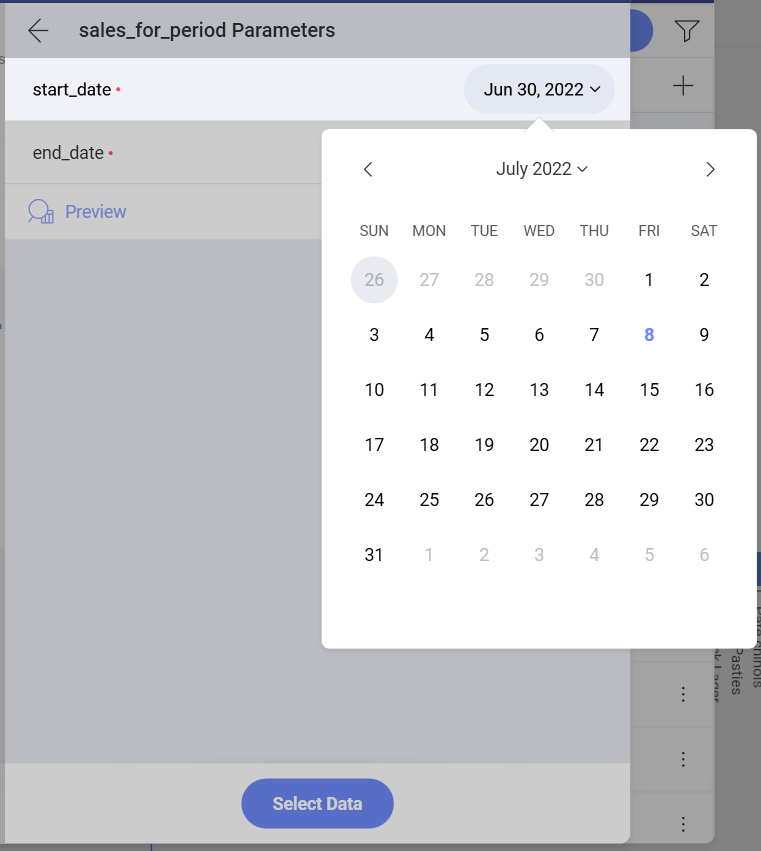 sales_for_period Parameters
start_date •
Jun 30, 2022
end_date •
July 2022
Preview
SUN MON TUE WED THU FRI SAT
26 27 28 29 30 1 2
3 4 5 6 7 8 9
10 11 12 13 14 15 16
17 18 19 20 21 22 23
24 25 26 27 28 29 30
31 1 2 3 4 5 6
Pasties
Lager
Select Data